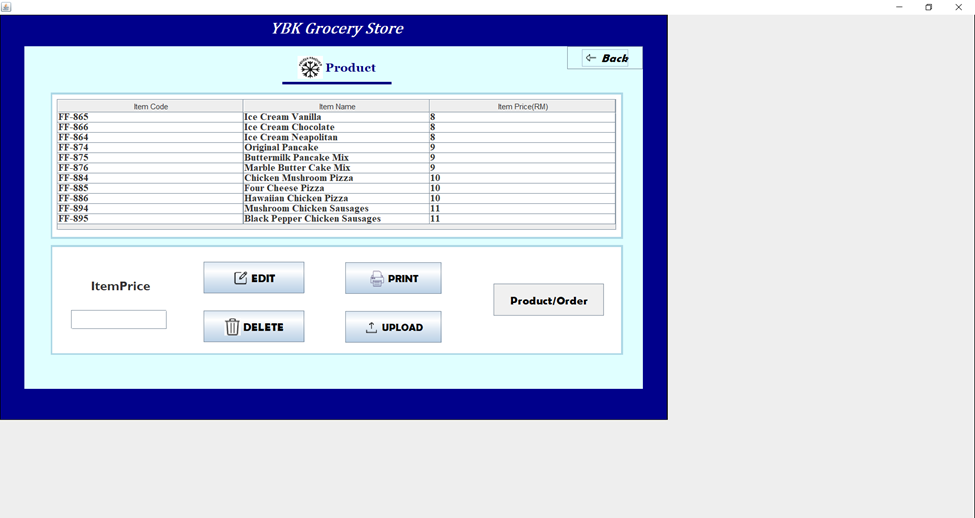 YBK Grocery Store
Back
Product
Item Code Item Name Item Price(RM)
FF-865 Ice Cream Vanilla 8
FF-866 Ice Cream Chocolate 8
FF-864 Ice Cream Neapolitan 8
FF-874 Original Pancake 9
FF-875 Buttermilk Pancake Mix 9
FF-876 Marble Butter Cake Mix 9
FF-884 Chicken Mushroom Pizza 10
FF-885 Four Cheese Pizza 10
FF-886 Hawaiian Chicken Pizza 10
FF-894 Mushroom Chicken Sausages 11
FF-895 Black Pepper Chicken Sausages 11
ItemPrice
EDIT PRINT
Product/Order
DELETE UPLOAD